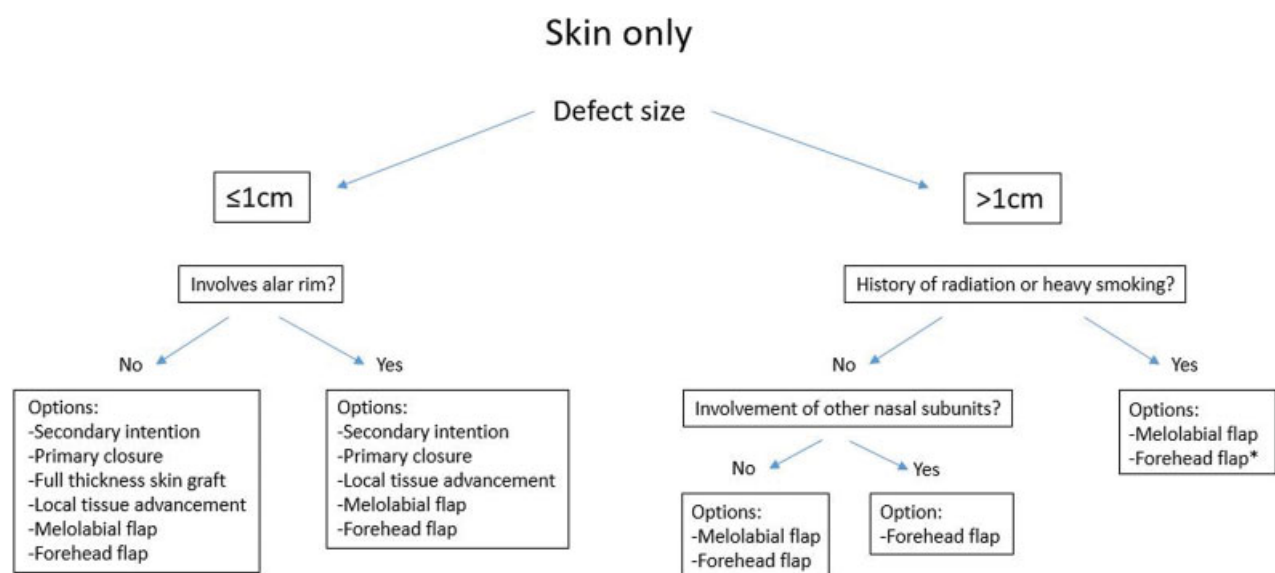 Skin only
Defect size
≤1cm
>1cm
Involves alar rim?
History of radiation or heavy smoking?
No
Yes
No
Yes
Options:
-Secondary intention
-Primary closure
-Full thickness skin graft
-Local tissue advancement
-Melolabial flap
-Forehead flap
Options:
-Secondary intention
-Primary closure
-Local tissue advancement
-Melolabial flap
-Forehead flap
Involvement of other nasal subunits?
Options:
-Melolabial flap
-Forehead flap*
No
Yes
Options:
-Melolabial flap
-Forehead flap
Option:
-Forehead flap